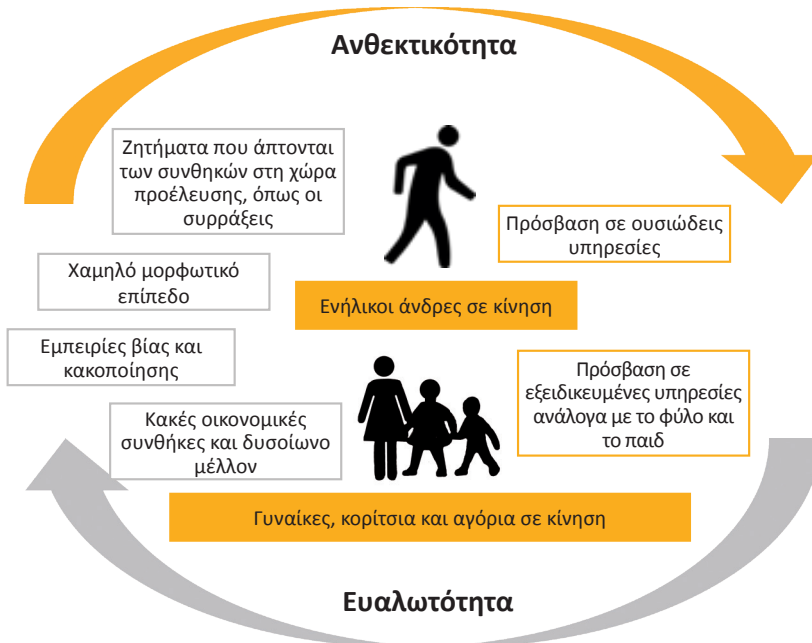 Ανθεκτικότητα
Ζητήματα που άπτονται
των συνθηκών στη χώρα
προέλευσης, όπως οι
συρράξεις
Πρόσβαση σε ουσιώδεις
υπηρεσίες
Χαμηλό μορφωτικό
επίπεδο
Ενήλικοι άνδρες σε κίνηση
Εμπειρίες βίας και
κακοποίησης
Πρόσβαση σε
εξειδικευμένες υπηρεσίες
ανάλογα με το φύλο και
το παιδ
Κακές οικονομικές
συνθήκες και δυσοίωνο
μέλλον
Γυναίκες, κορίτσια και αγόρια σε κίνηση
Ευαλωτότητα